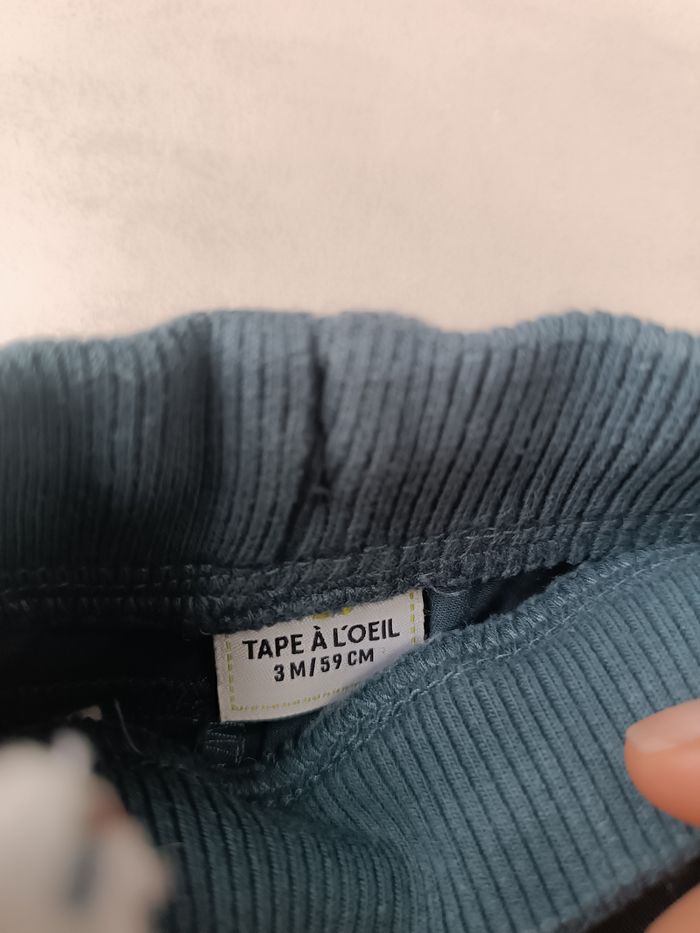 TAPE À L'OEIL
3 M/59 CM